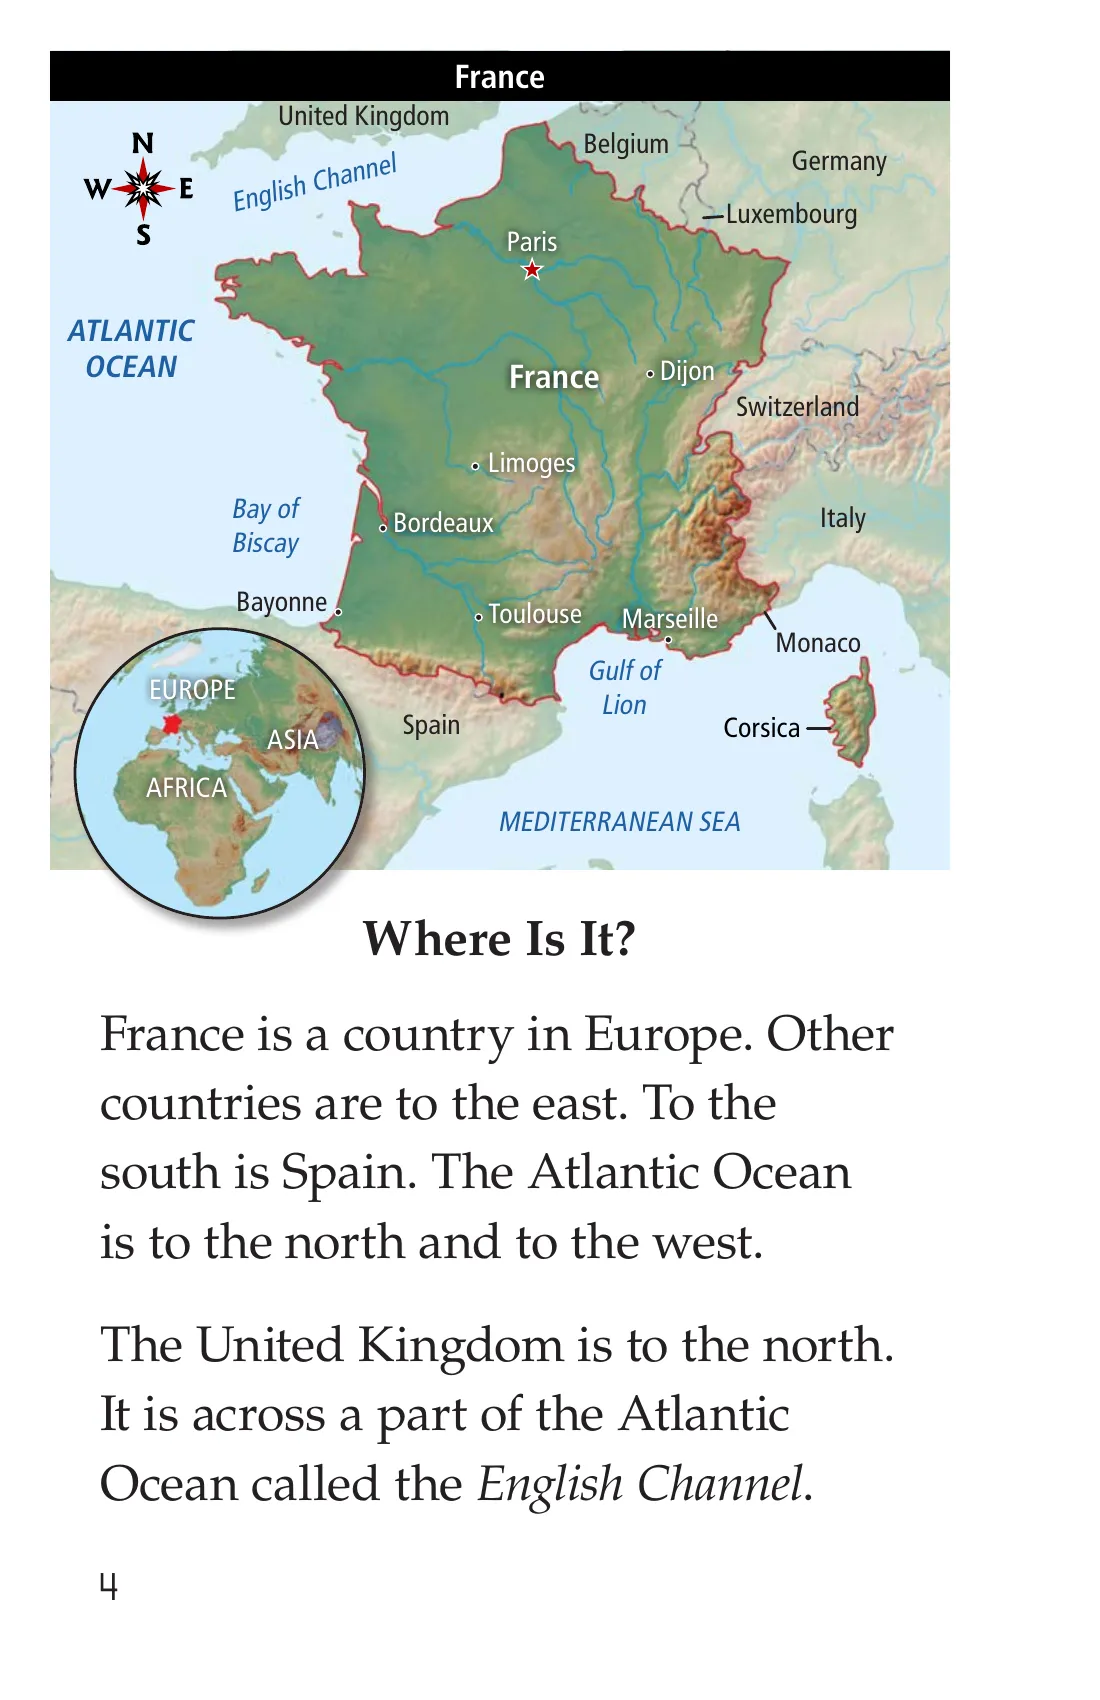 France
United Kingdom
Belgium
Germany
English Channel
N
W E
S
Luxembourg
Paris
ATLANTIC
OCEAN
France
Dijon
Switzerland
Limoges
Bay of
Biscay
Bordeaux
Italy
Bayonne
Toulouse
Marseille
Monaco
Gulf of
Lion
Spain
Corsica
MEDITERRANEAN SEA
EUROPE
ASIA
AFRICA
Where Is It?
France is a country in Europe. Other
countries are to the east. To the
south is Spain. The Atlantic Ocean
is to the north and to the west.
The United Kingdom is to the north.
It is across a part of the Atlantic
Ocean called the English Channel.
4